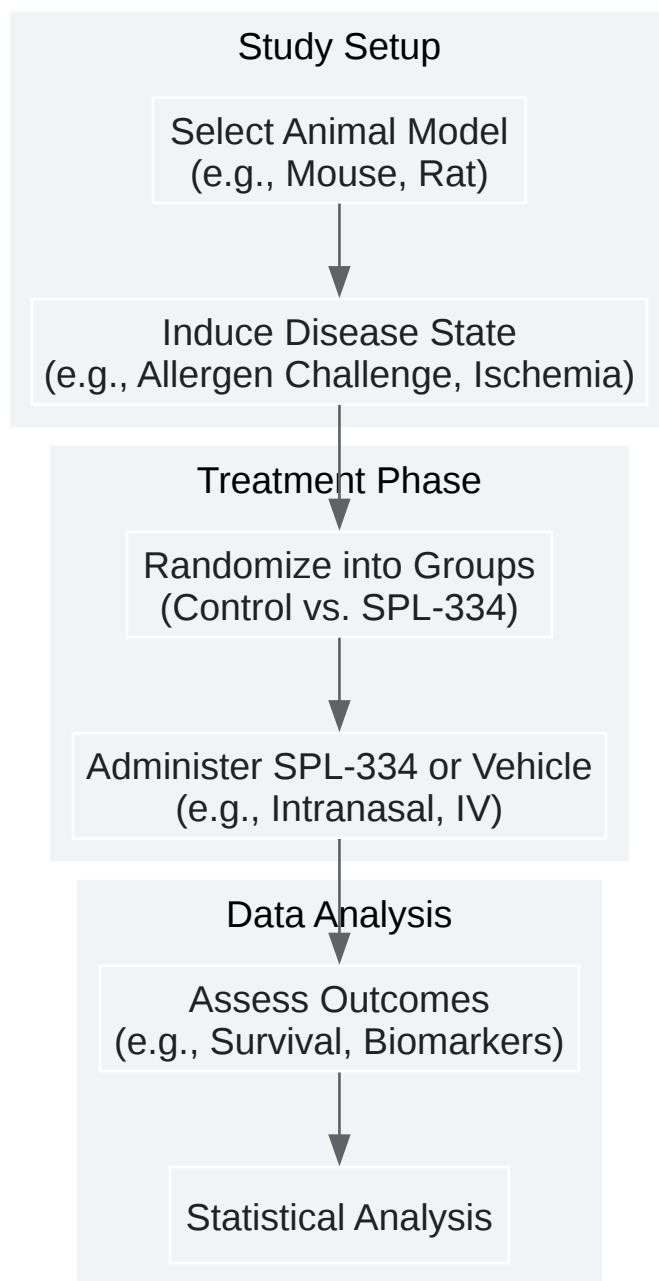 Study Setup
Select Animal Model
(e.g., Mouse, Rat)
Induce Disease State
(e.g., Allergen Challenge, Ischemia)
Treatment Phase
Randomize into Groups
(Control vs. SPL-334)
Administer SPL-334 or Vehicle
(e.g., Intranasal, IV)
Data Analysis
Assess Outcomes
(e.g., Survival, Biomarkers)
Statistical Analysis